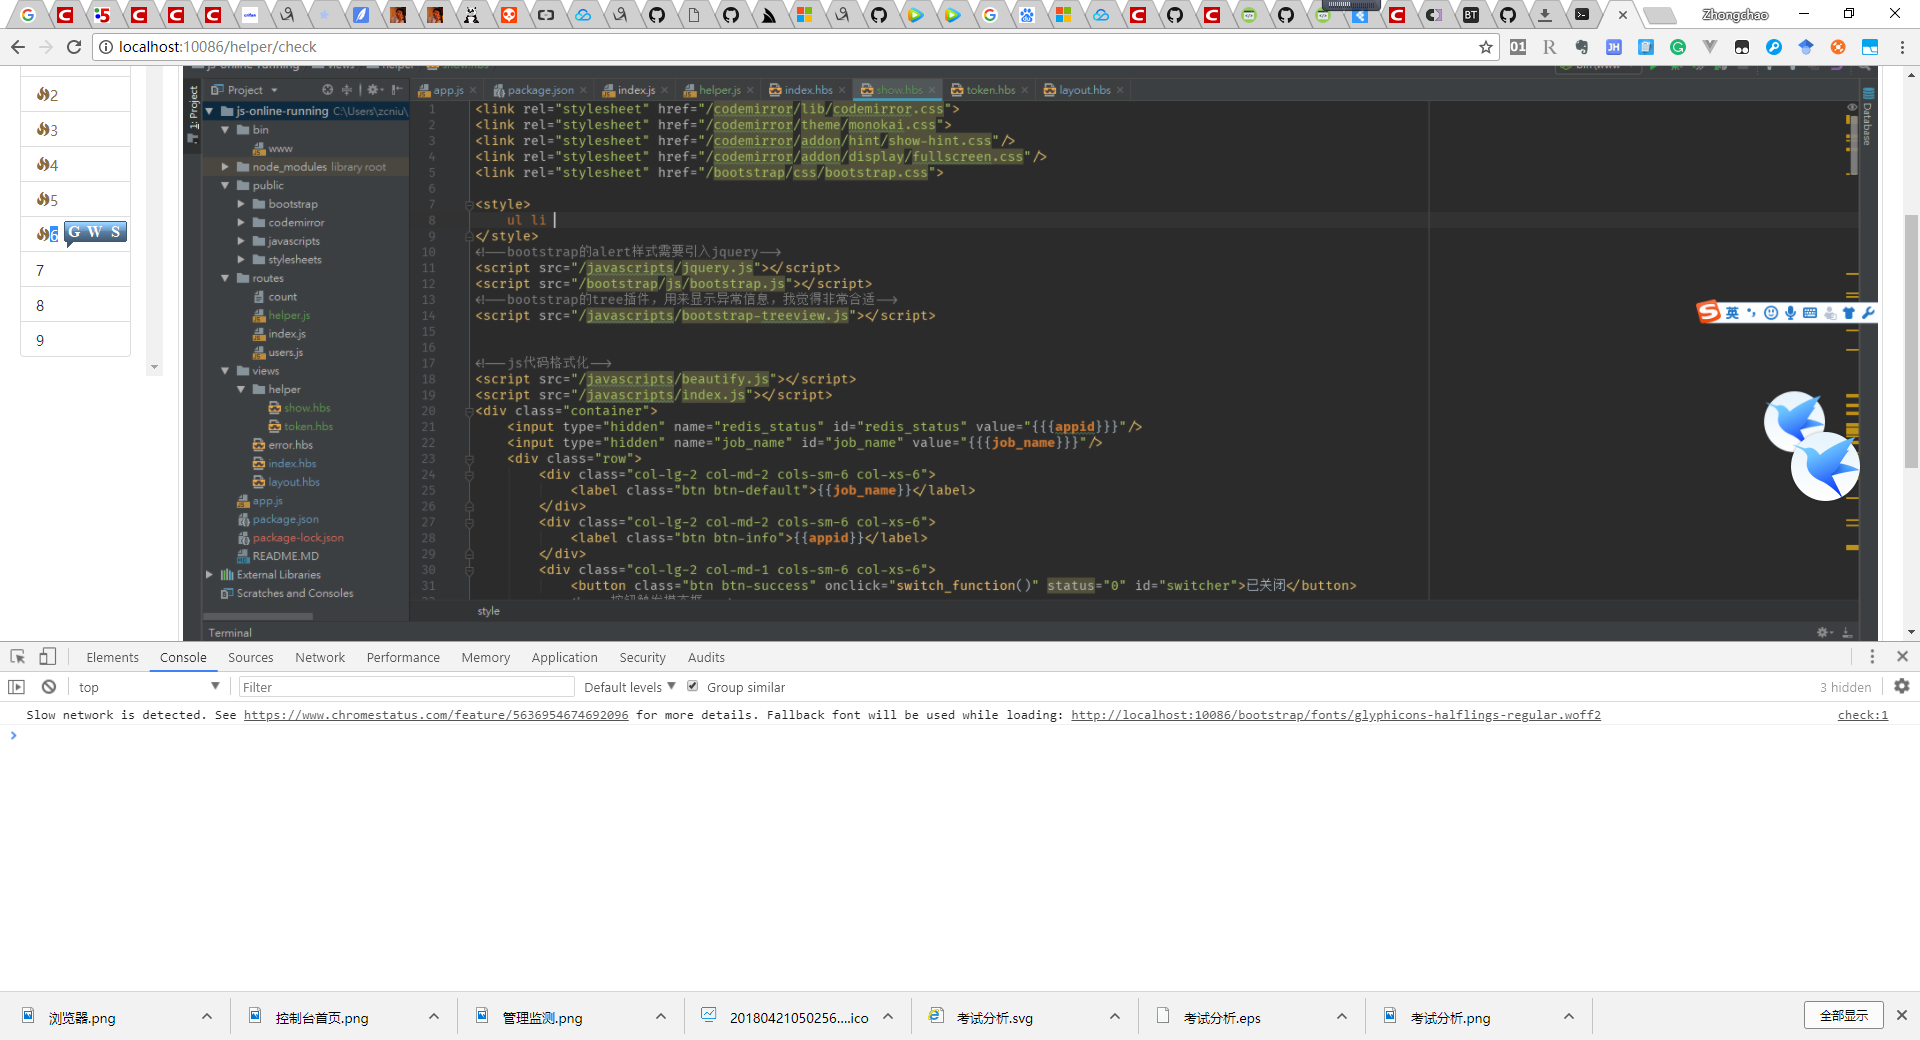 Zhongchao
localhost:10086/helper/check
2
3
4
5
6
G W S
7
8
9
1: Project
Project
js-online-running C:\Users\zcniu\
bin
www
node_modules library root
public
bootstrap
codemirror
javascripts
stylesheets
routes
count
helper.js
index.js
users.js
views
helper
show.hbs
token.hbs
error.hbs
index.hbs
layout.hbs
app.js
package.json
package-lock.json
README.MD
External Libraries
Scratches and Consoles
app.js package.json index.js helper.js index.hbs show.hbs token.hbs layout.hbs
1 <link rel="stylesheet" href="/codemirror/lib/codemirror.css">
2 <link rel="stylesheet" href="/codemirror/theme/monokai.css">
3 <link rel="stylesheet" href="/codemirror/addon/hint/show-hint.css"/>
4 <link rel="stylesheet" href="/codemirror/addon/display/fullscreen.css"/>
5 <link rel="stylesheet" href="/bootstrap/css/bootstrap.css">
6
7 <style>
8 ul li
9 </style>
10 <!--bootstrap的alert样式需要引入jquery-->
11 <script src="/javascripts/jquery.js"></script>
12 <script src="/bootstrap/js/bootstrap.js"></script>
13 <!--bootstrap的tree插件，用来显示异常信息，我觉得非常合适-->
14 <script src="/javascripts/bootstrap-treeview.js"></script>
15
16
17 <!--js代码格式化-->
18 <script src="/javascripts/beautify.js"></script>
19 <script src="/javascripts/index.js"></script>
20 <div class="container">
21 <input type="hidden" name="redis_status" id="redis_status" value="{{{appid}}}"/>
22 <input type="hidden" name="job_name" id="job_name" value="{{{job_name}}}"/>
23 <div class="row">
24 <div class="col-lg-2 col-md-2 cols-sm-6 col-xs-6">
25 <label class="btn btn-default">{{job_name}}</label>
26 </div>
27 <div class="col-lg-2 col-md-2 cols-sm-6 col-xs-6">
28 <label class="btn btn-info">{{appid}}</label>
29 </div>
30 <div class="col-lg-2 col-md-1 cols-sm-6 col-xs-6">
31 <button class="btn btn-success" onclick="switch_function()" status="0" id="switcher">已关闭</button>
style
Database
英
Terminal
Elements Console Sources Network Performance Memory Application Security Audits
top Filter Default levels Group similar 3 hidden
Slow network is detected. See https://www.chromestatus.com/feature/5636954674692096 for more details. Fallback font will be used while loading: http://localhost:10086/bootstrap/fonts/glyphicons-halflings-regular.woff2 check:1
浏览器.png
控制台首页.png
管理监测.png
20180421050256....ico
考试分析.svg
考试分析.eps
考试分析.png
全部显示